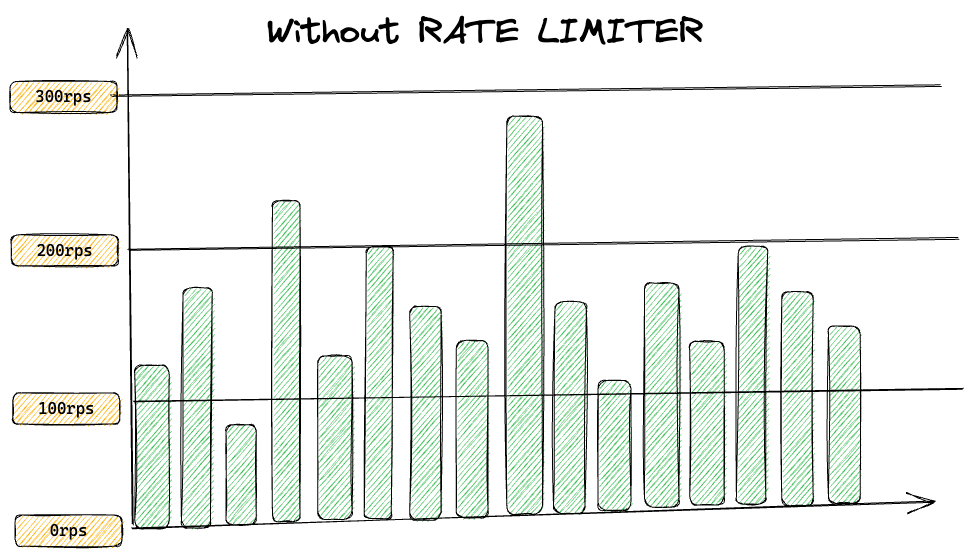 Without RATE LIMITER
300rps
200rps
100rps
0rps